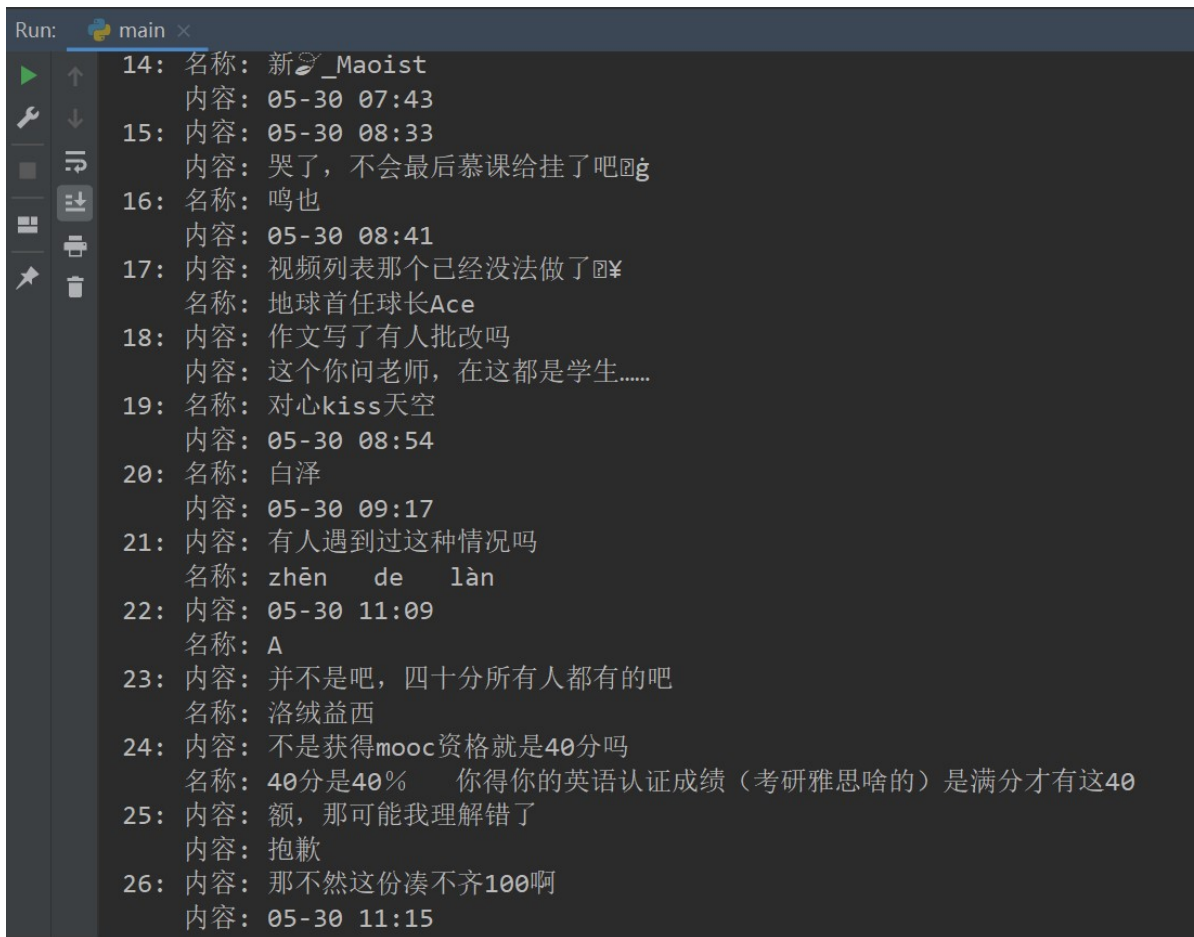 Run: main ×
14: 名称: 新🪐_Maoist
内容: 05-30 07:43
15: 内容: 05-30 08:33
内容: 哭了，不会最后慕课给挂了吧ġ
16: 名称: 鸣也
内容: 05-30 08:41
17: 内容: 视频列表那个已经没法做了¥
名称: 地球首任球长Ace
18: 内容: 作文写了有人批改吗
内容: 这个你问老师，在这都是学生……
19: 名称: 对心kiss天空
内容: 05-30 08:54
20: 名称: 白泽
内容: 05-30 09:17
21: 内容: 有人遇到过这种情况吗
名称: zhēn de làn
22: 内容: 05-30 11:09
名称: A
23: 内容: 并不是吧，四十分所有人都有的吧
名称: 洛绒益西
24: 内容: 不是获得mooc资格就是40分吗
名称: 40分是40% 你得你的英语认证成绩（考研雅思啥的）是满分才有这40
25: 内容: 额，那可能我理解错了
内容: 抱歉
26: 内容: 那不然这份凑不齐100啊
内容: 05-30 11:15